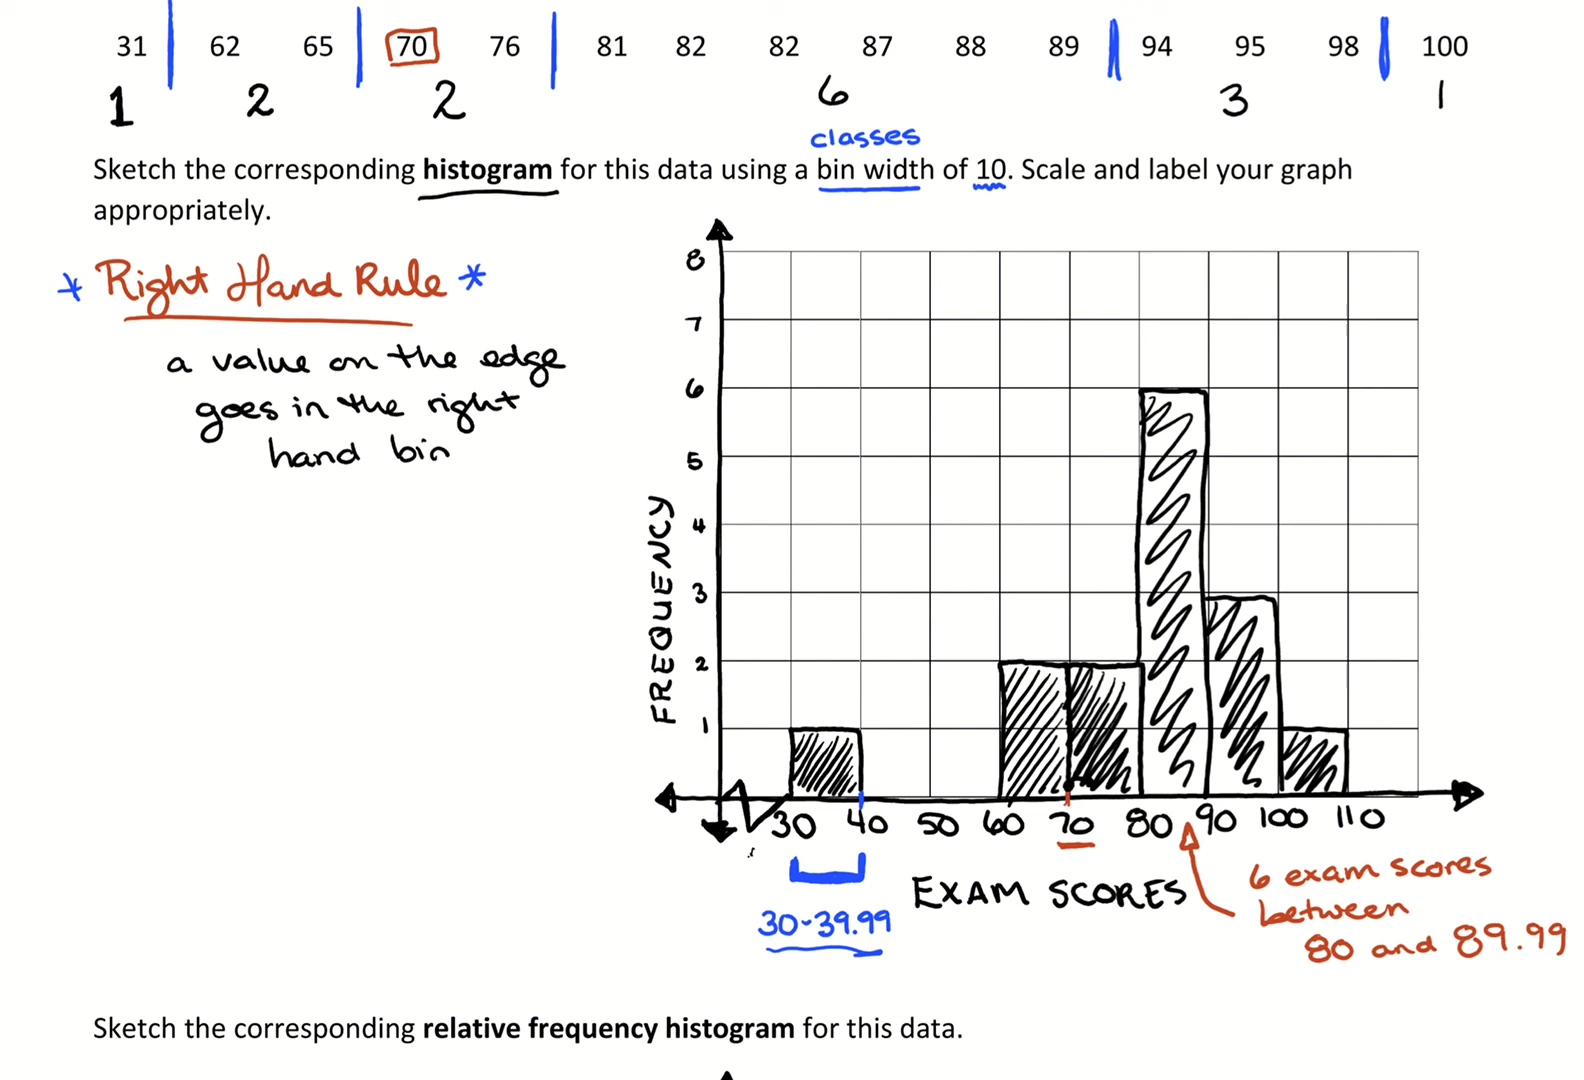 31 62 65 70 76 81 82 82 87 88 89 94 95 98 100
1 2 2 6 3 1
classes
Sketch the corresponding histogram for this data using a bin width of 10. Scale and label your graph
appropriately.
* Right Hand Rule *
a value on the edge
goes in the right
hand bin
FREQUENCY
8
7
6
5
4
3
2
1
30 40 50 60 70 80 90 100 110
EXAM SCORES
30-39.99
6 exam scores
between
80 and 89.99
Sketch the corresponding relative frequency histogram for this data.